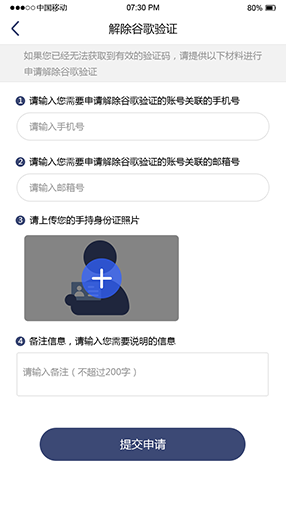 中国移动 07:30 PM 80%
解除谷歌验证
如果您已经无法获取到有效的验证码，请提供以下材料进行
申请解除谷歌验证
1 请输入您需要申请解除谷歌验证的账号关联的手机号
请输入手机号
2 请输入您需要申请解除谷歌验证的账号关联的邮箱号
请输入邮箱号
3 请上传您的手持身份证照片
4 备注信息，请输入您需要说明的信息
请输入备注（不超过200字）
提交申请